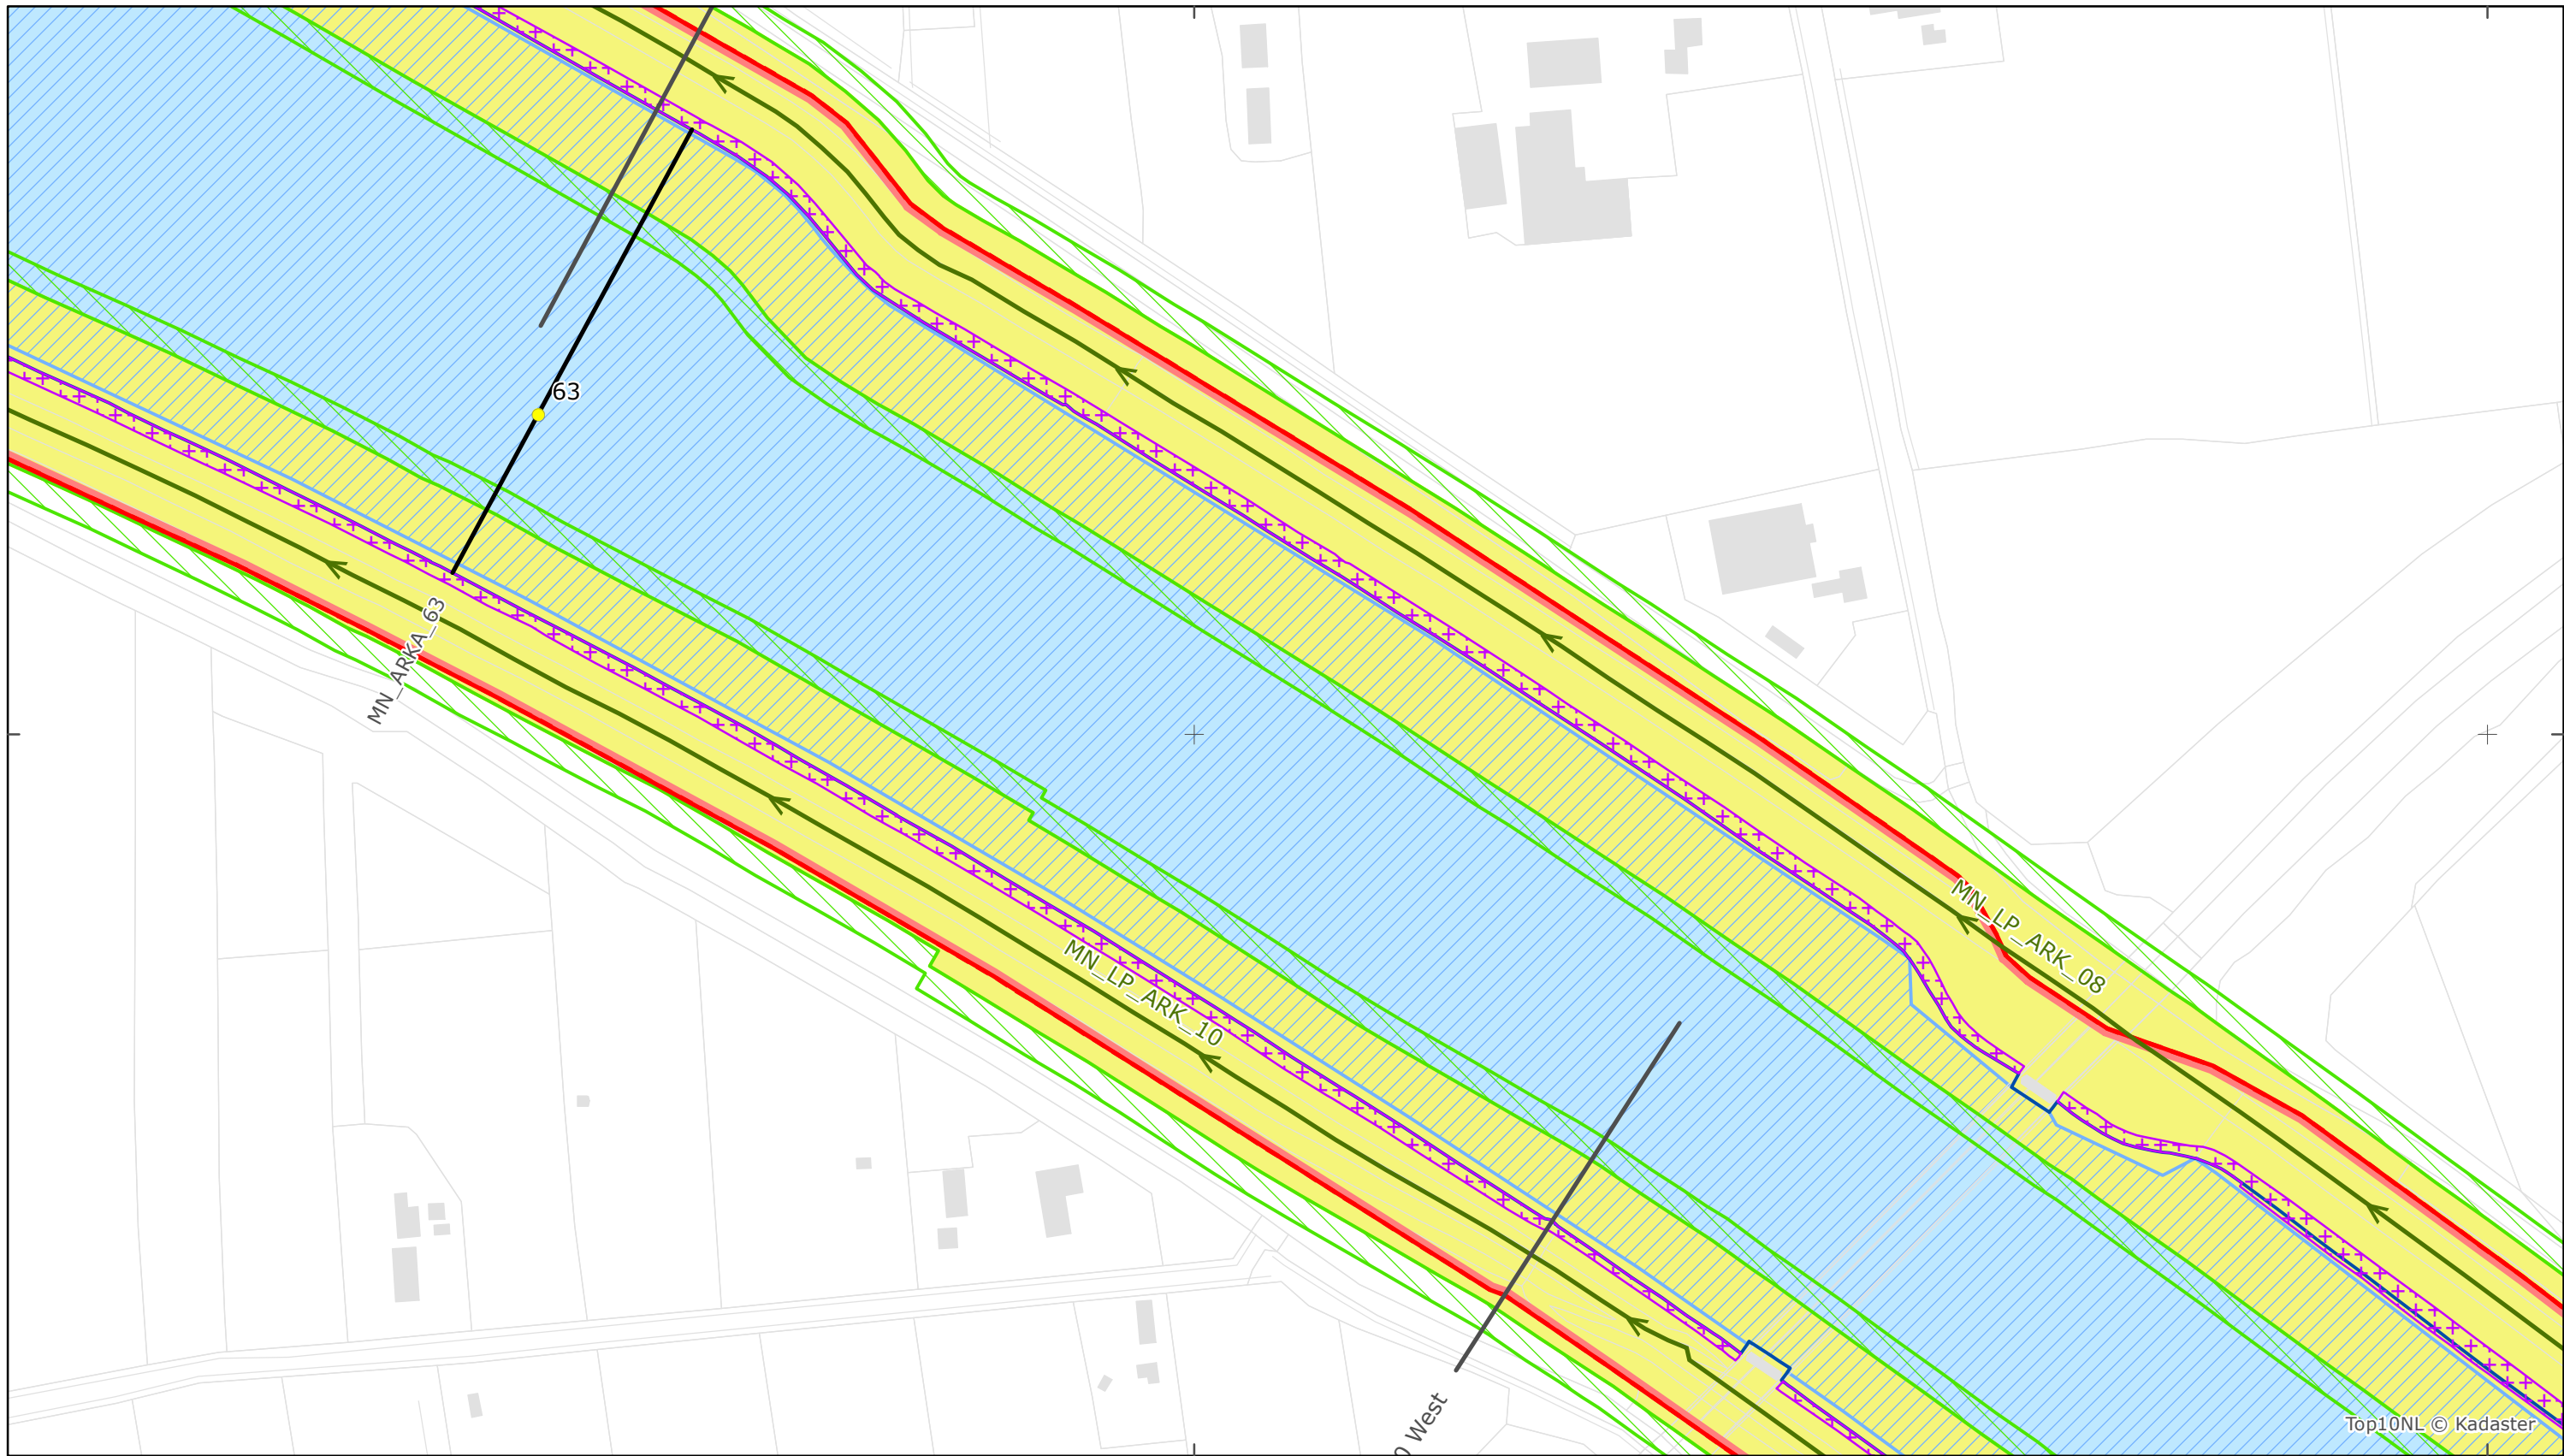 63
MN_ARKA_63
MN_LP_ARK_08
MN_LP_ARK_10
West
Top10NL © Kadaster